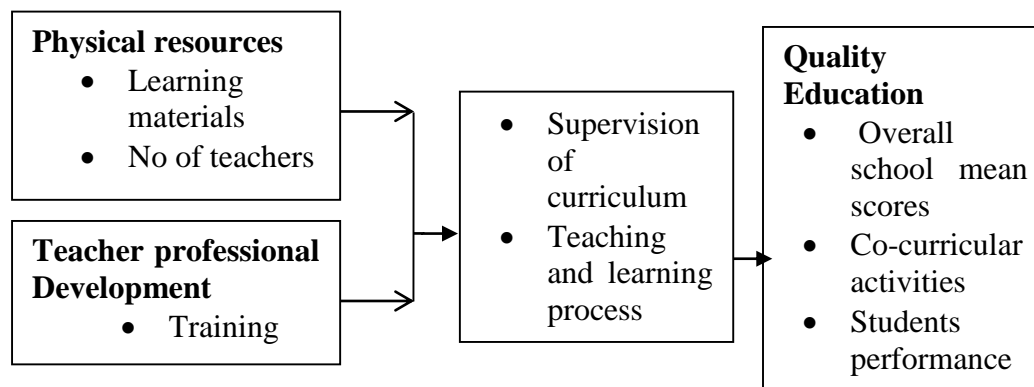 Physical resources
• Learning
materials
• No of teachers
Teacher professional
Development
• Training
• Supervision
of
curriculum
• Teaching
and learning
process
Quality
Education
• Overall
school mean
scores
• Co-curricular
activities
• Students
performance